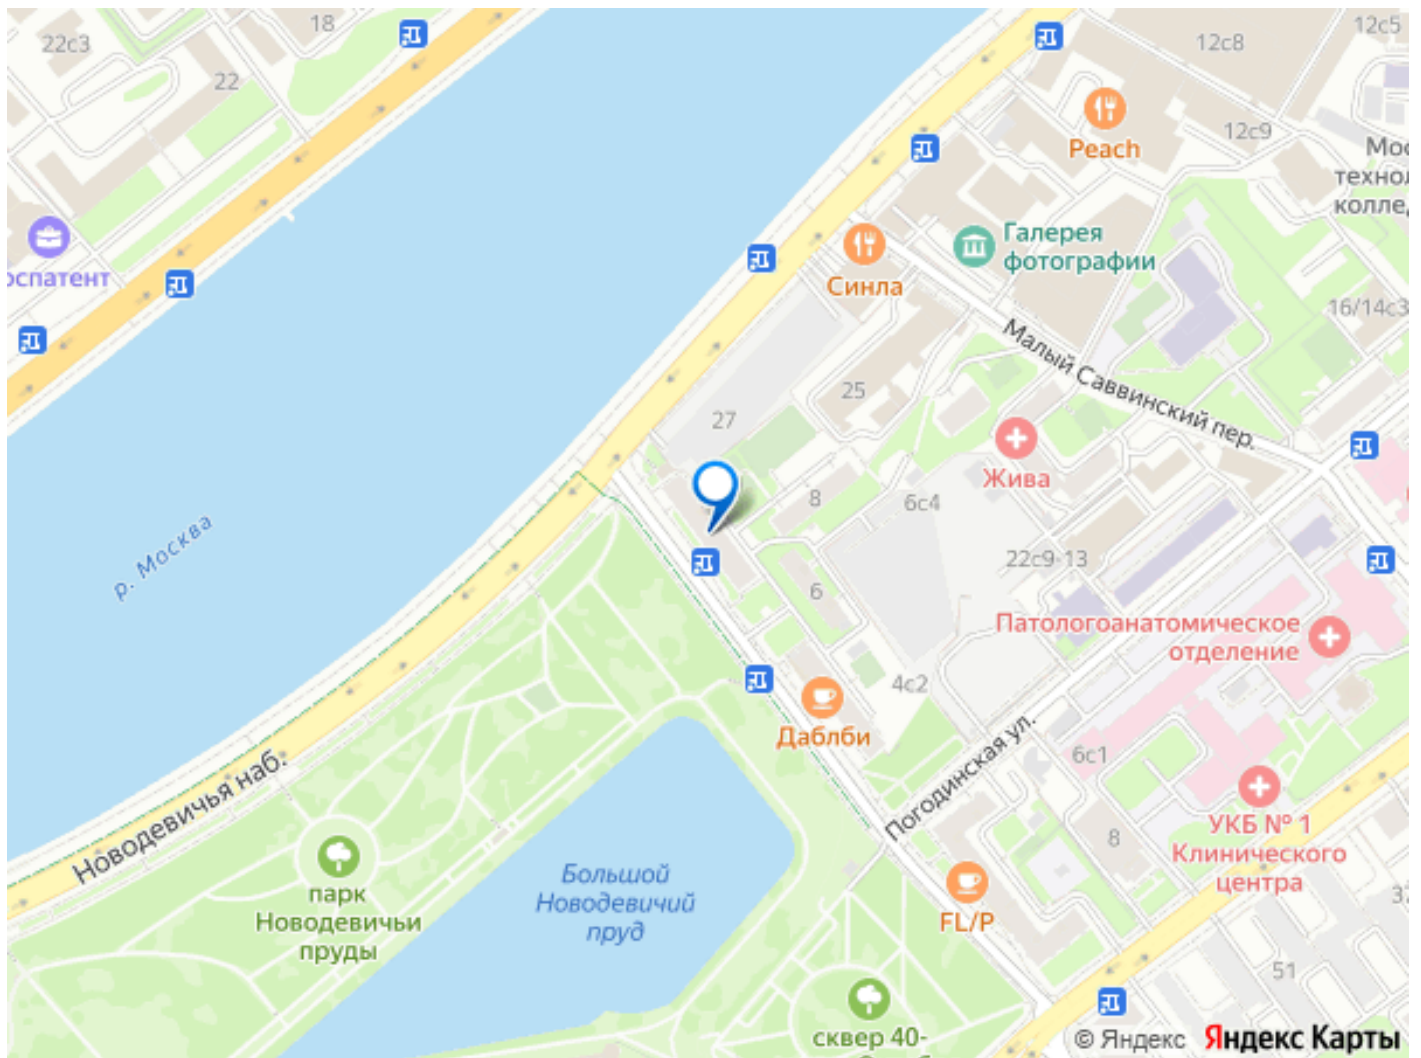 22с3
18
22
12с8
12с5
Peach
12с9
Мос
технол
колле
оспатент
Галерея
фотографии
Синла
16/14с3
Малый Саввинский пер.
25
27
Жива
8
6с4
22с9-13
р. Москва
6
Патологоанатомическое
отделение
4с2
Даблби
Погодинская ул.
6с1
Новодевичья наб.
УКБ № 1
Клинического
центра
8
парк
Новодевичьи
пруды
Большой
Новодевичий
пруд
FL/P
51
сквер 40-
© Яндекс Яндекс Карты